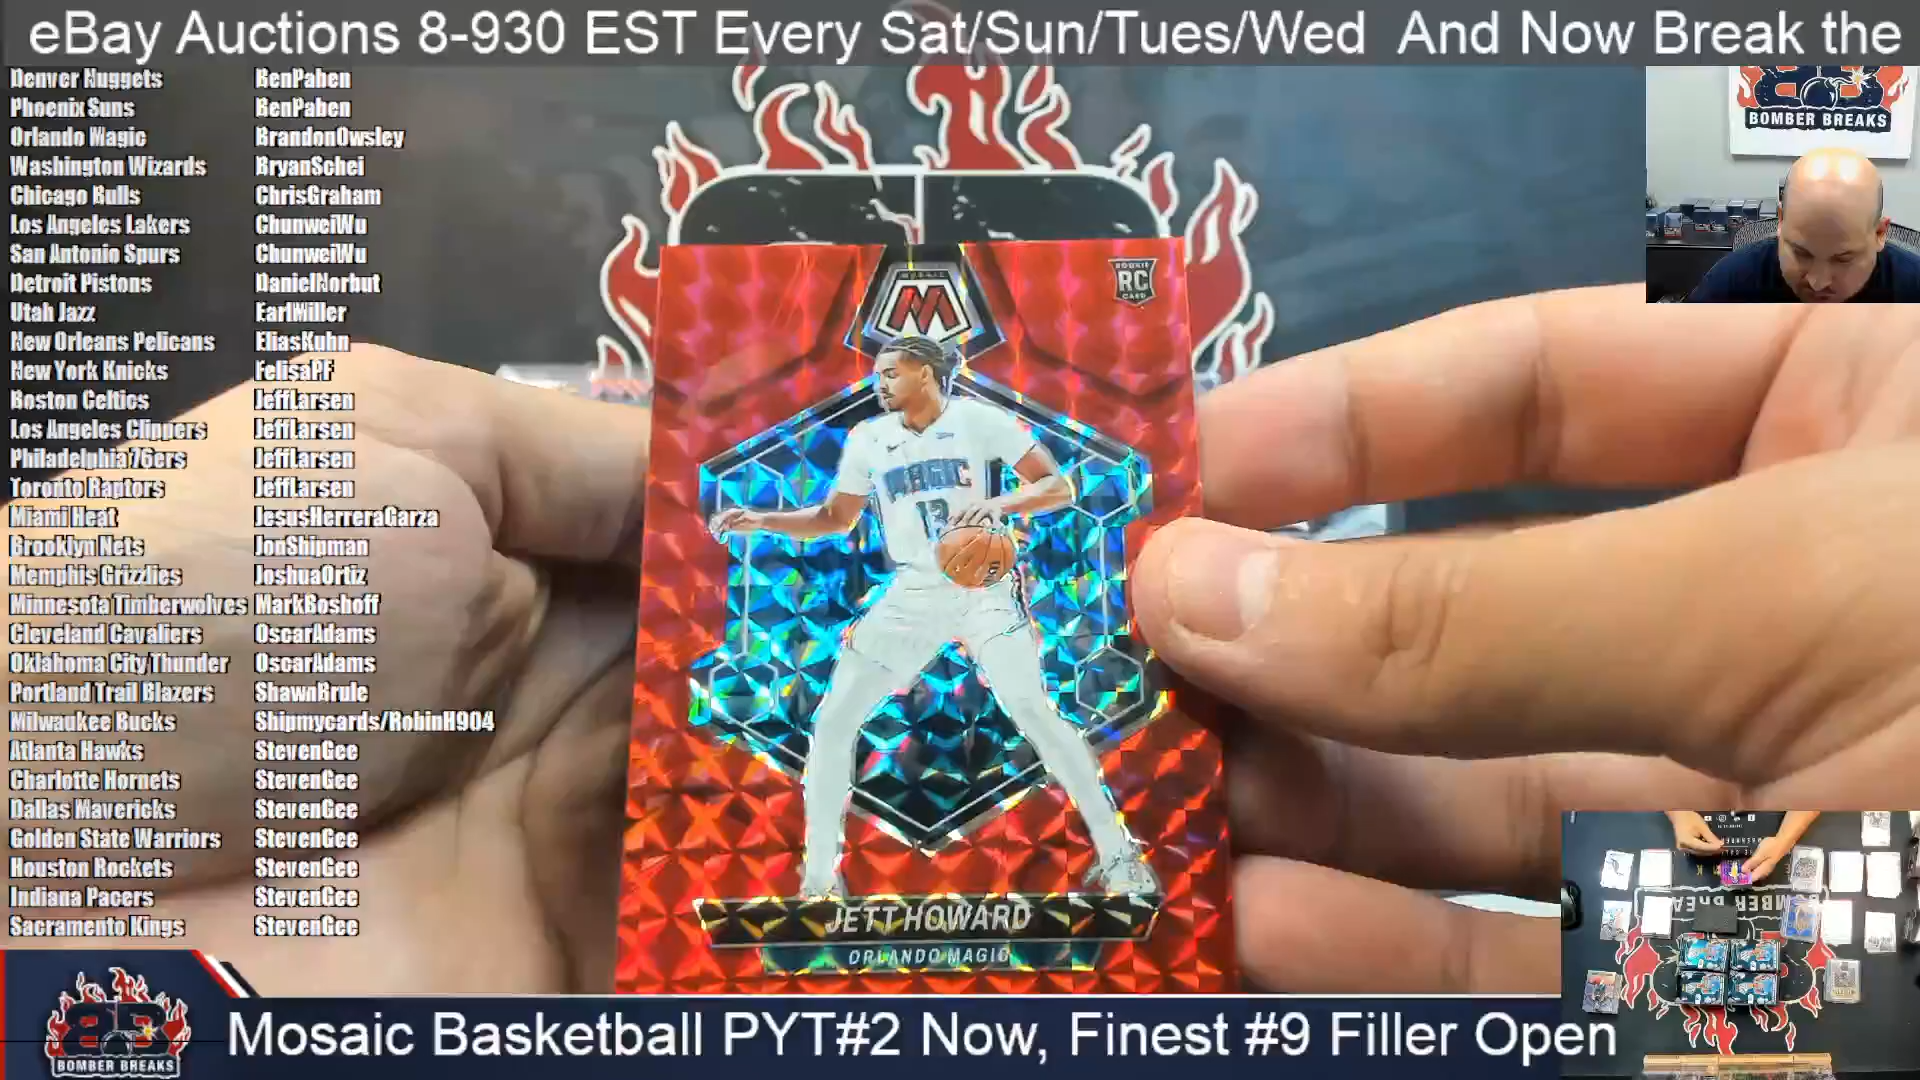 eBay Auctions 8-930 EST Every Sat/Sun/Tues/Wed And Now Break the
Denver Nuggets BenPahen
Phoenix Suns BenPahen
Orlando Magic BrandonOwsley
Washington Wizards BryanSchei
Chicago Bulls ChrisGraham
Los Angeles Lakers ChunweiWu
San Antonio Spurs ChunweiWu
Detroit Pistons DanielNorbut
Utah Jazz EarlMiller
New Orleans Pelicans EliasKuhn
New York Knicks FelisaPF
Boston Celtics JeffLarsen
Los Angeles Clippers JeffLarsen
Philadelphia 76ers JeffLarsen
Toronto Raptors JeffLarsen
Miami Heat JesusHerreraGarza
Brooklyn Nets JonShipman
Memphis Grizzlies JoshuaOrtiz
Minnesota Timberwolves MarkBoshoff
Cleveland Cavaliers OscarAdams
Oklahoma City Thunder OscarAdams
Portland Trail Blazers ShawnBrule
Milwaukee Bucks Shipmycards/RobinH904
Atlanta Hawks StevenGee
Charlotte Hornets StevenGee
Dallas Mavericks StevenGee
Golden State Warriors StevenGee
Houston Rockets StevenGee
Indiana Pacers StevenGee
Sacramento Kings StevenGee
BOMBER BREAKS
MOSAIC
M
ROOKIE
RC
CARD
MAGIC
13
JETT HOWARD
ORLANDO MAGIC
BB
BOMBER BREAKS
Mosaic Basketball PYT#2 Now, Finest #9 Filler Open